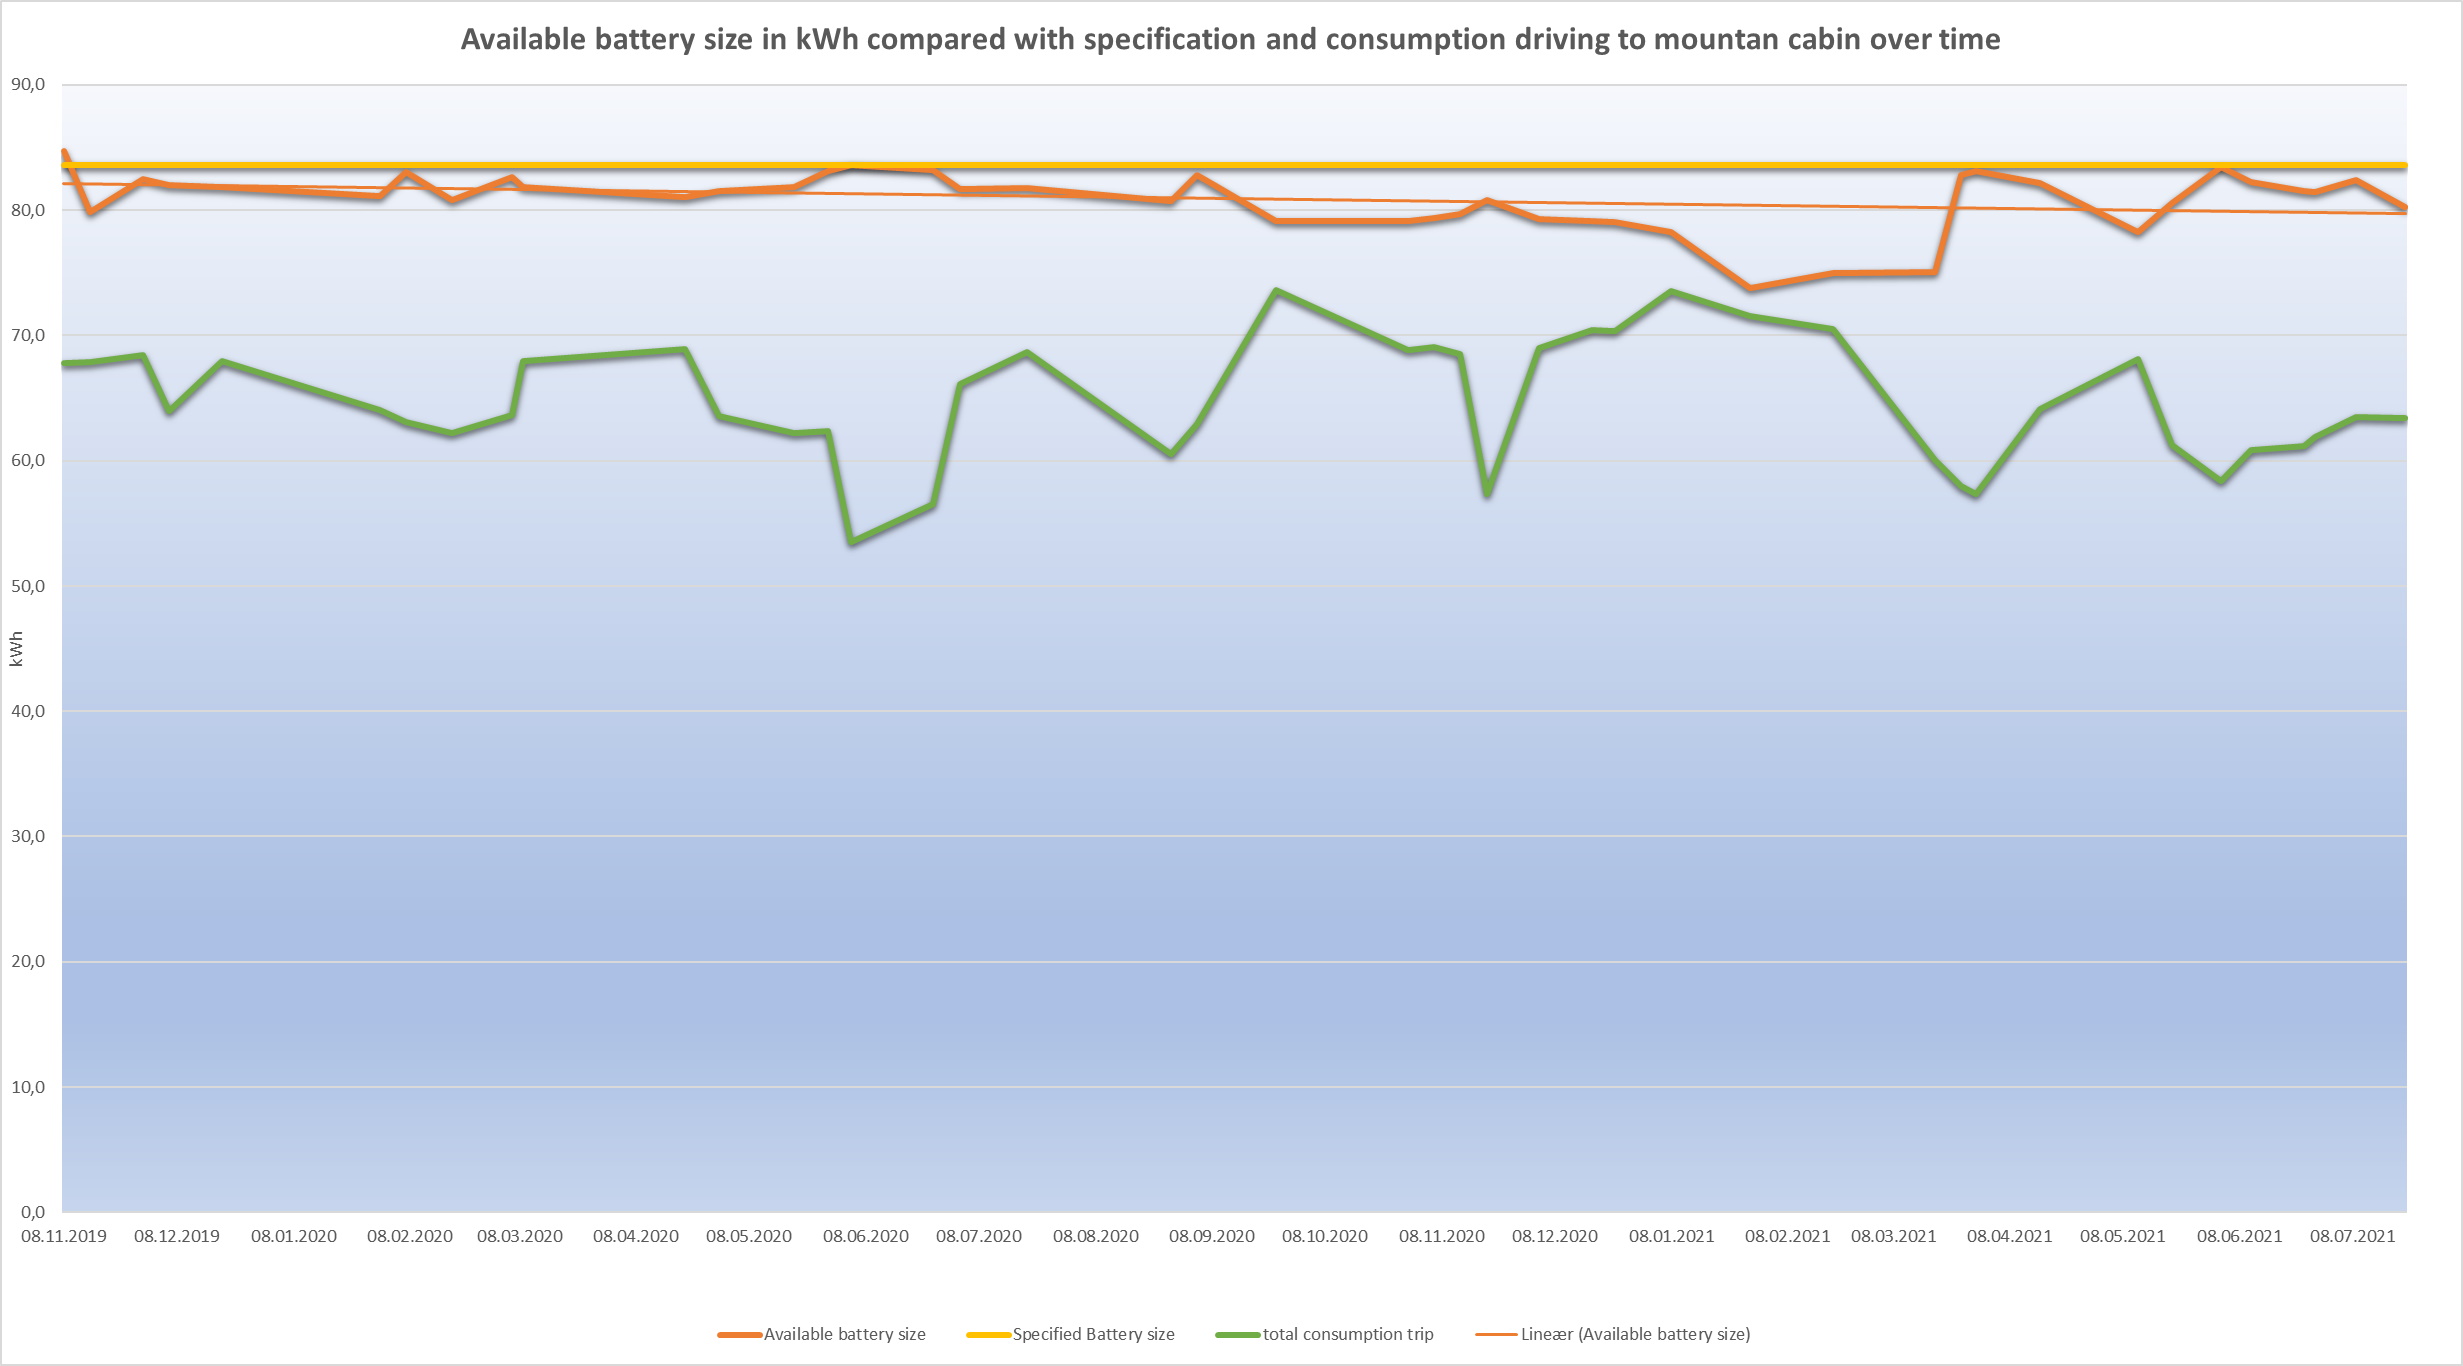 Available battery size in kWh compared with specification and consumption driving to mountan cabin over time
90,0
80,0
70,0
60,0
50,0
kWh
40,0
30,0
20,0
10,0
0,0
08.11.2019 08.12.2019 08.01.2020 08.02.2020 08.03.2020 08.04.2020 08.05.2020 08.06.2020 08.07.2020 08.08.2020 08.09.2020 08.10.2020 08.11.2020 08.12.2020 08.01.2021 08.02.2021 08.03.2021 08.04.2021 08.05.2021 08.06.2021 08.07.2021
Available battery size Specified Battery size total consumption trip Lineær (Available battery size)